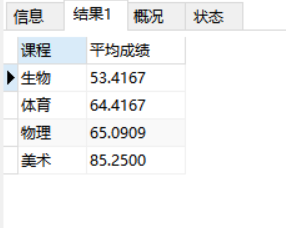 信息 结果1 概况 状态
课程 平均成绩
生物 53.4167
体育 64.4167
物理 65.0909
美术 85.2500